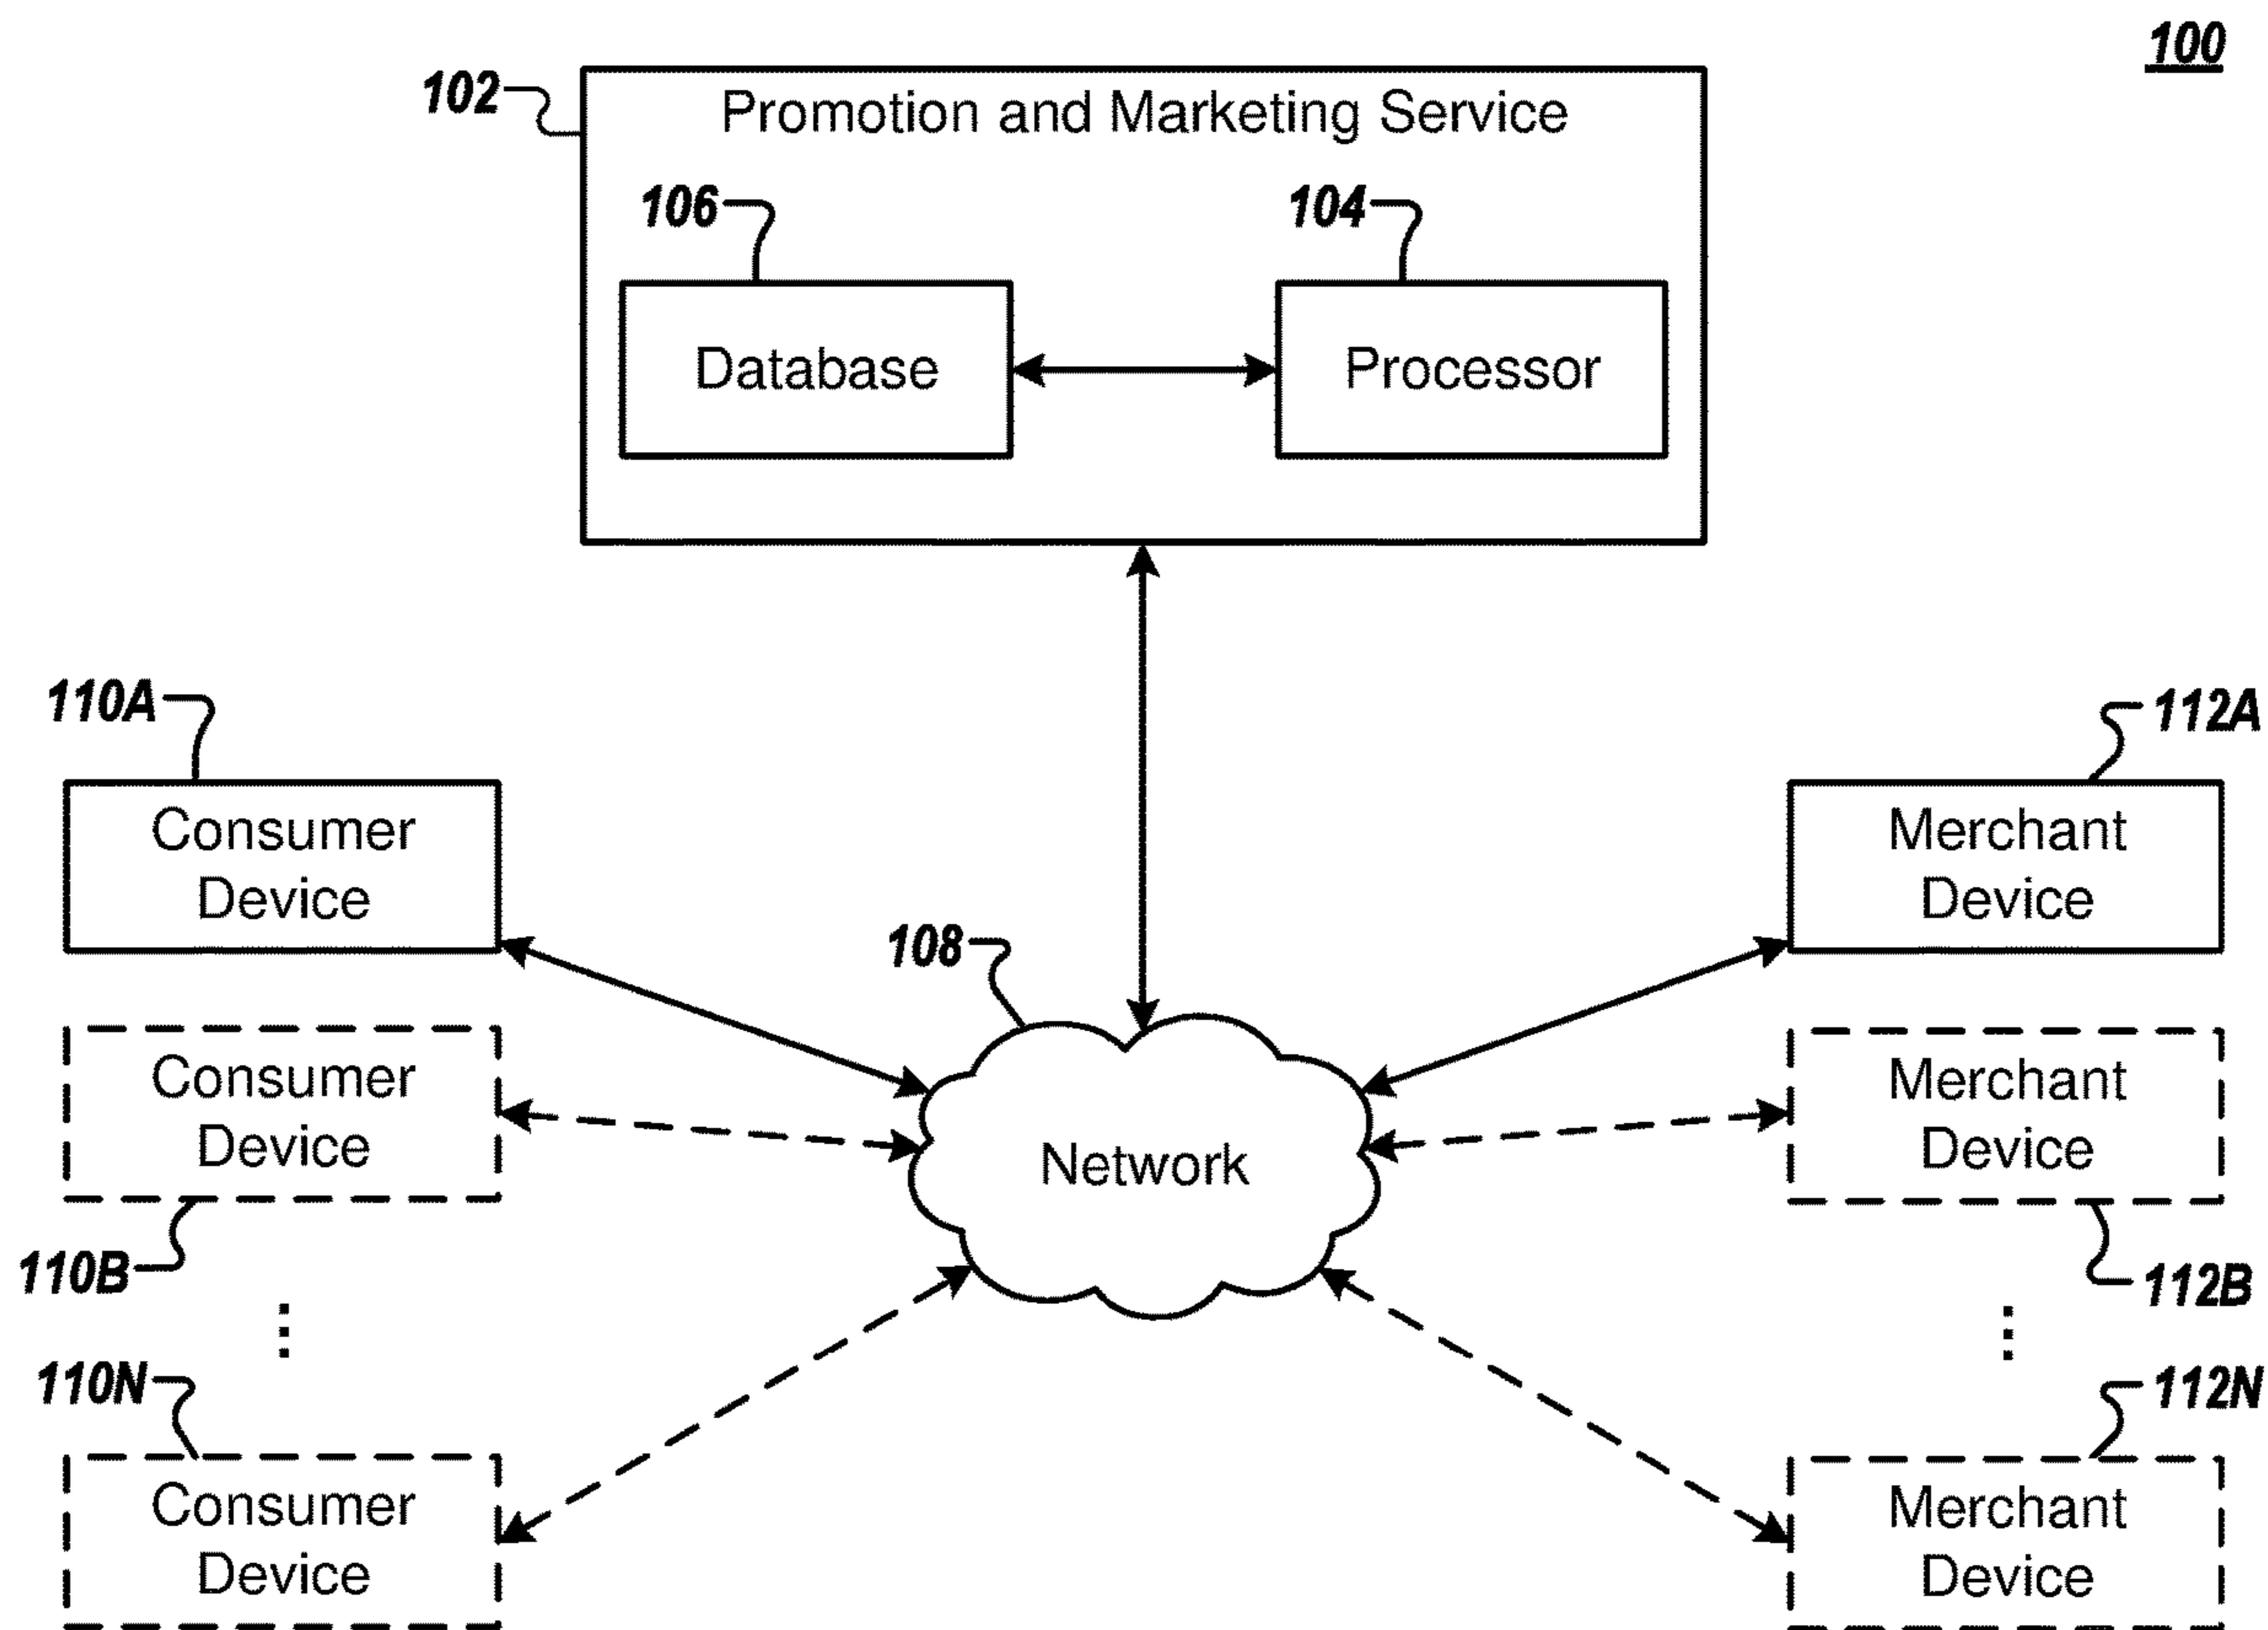 100
102
Promotion and Marketing Service
106
104
Database
Processor
110A
112A
Consumer
Device
Merchant
Device
108
Consumer
Device
Merchant
Device
Network
110B
112B
110N
112N
Consumer
Device
Merchant
Device